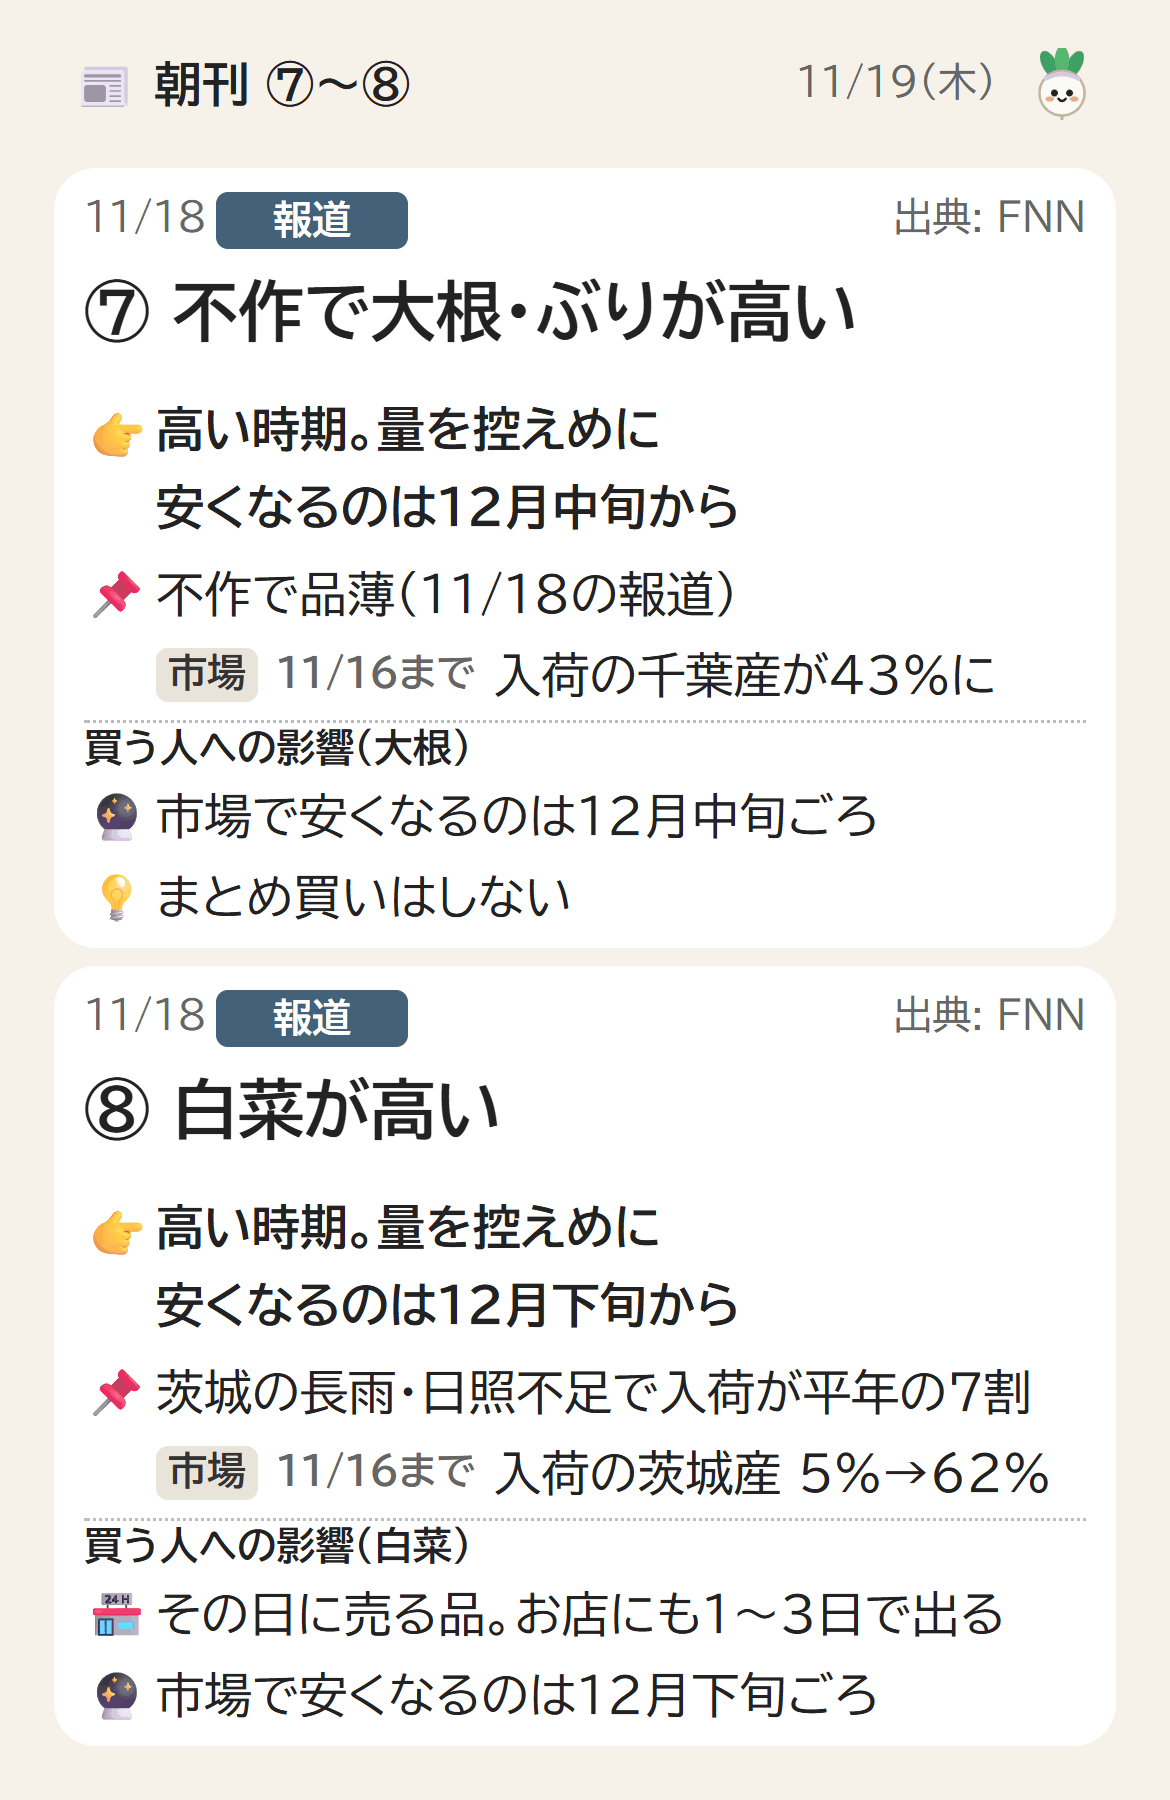 朝刊 ⑦〜⑧
11/19(木)
11/18 報道 出典: FNN
⑦ 不作で大根・ぶりが高い
高い時期。量を控えめに
安くなるのは12月中旬から
不作で品薄(11/18の報道)
市場 11/16まで 入荷の千葉産が43%に
買う人への影響(大根)
市場で安くなるのは12月中旬ごろ
まとめ買いはしない
11/18 報道 出典: FNN
⑧ 白菜が高い
高い時期。量を控えめに
安くなるのは12月下旬から
茨城の長雨・日照不足で入荷が平年の7割
市場 11/16まで 入荷の茨城産 5%→62%
買う人への影響(白菜)
24H その日に売る品。お店にも1〜3日で出る
市場で安くなるのは12月下旬ごろ